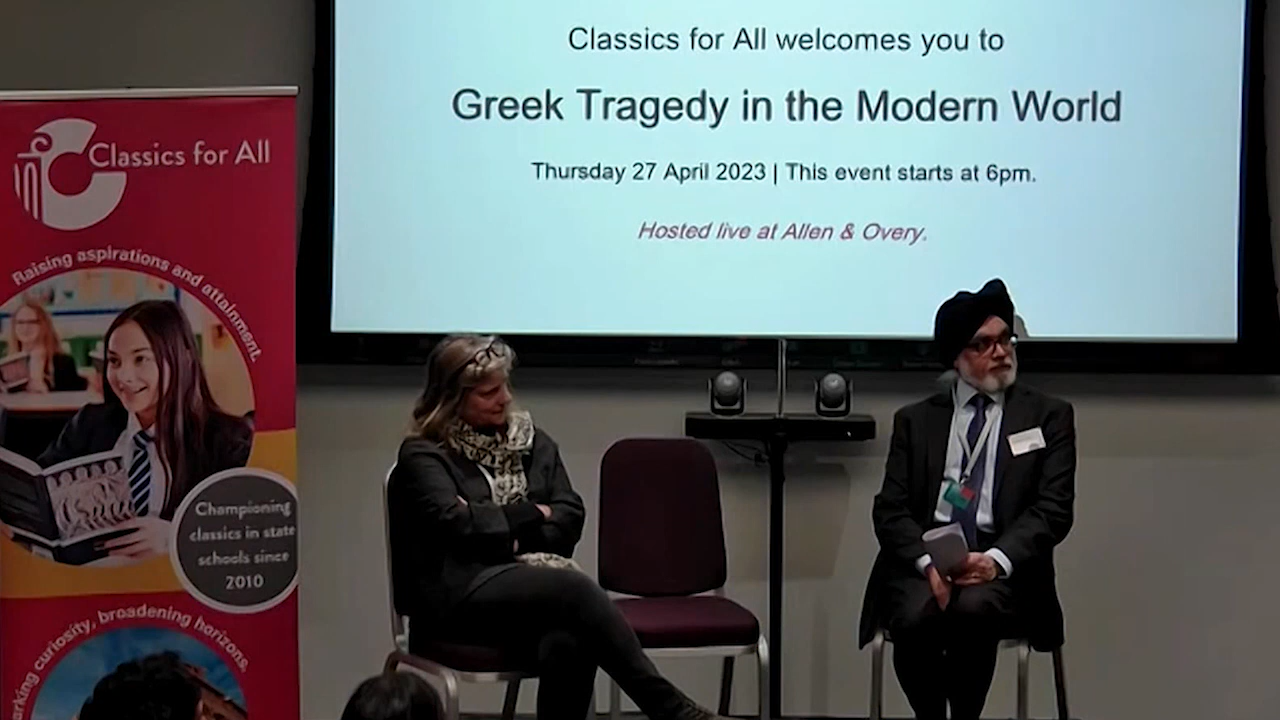 Classics for All welcomes you to
Greek Tragedy in the Modern World
Thursday 27 April 2023 | This event starts at 6pm.
Hosted live at Allen & Overy.
Classics for All
Raising aspirations and attainment.
Championing
classics in state
schools since
2010
curiosity, broadening horizons.